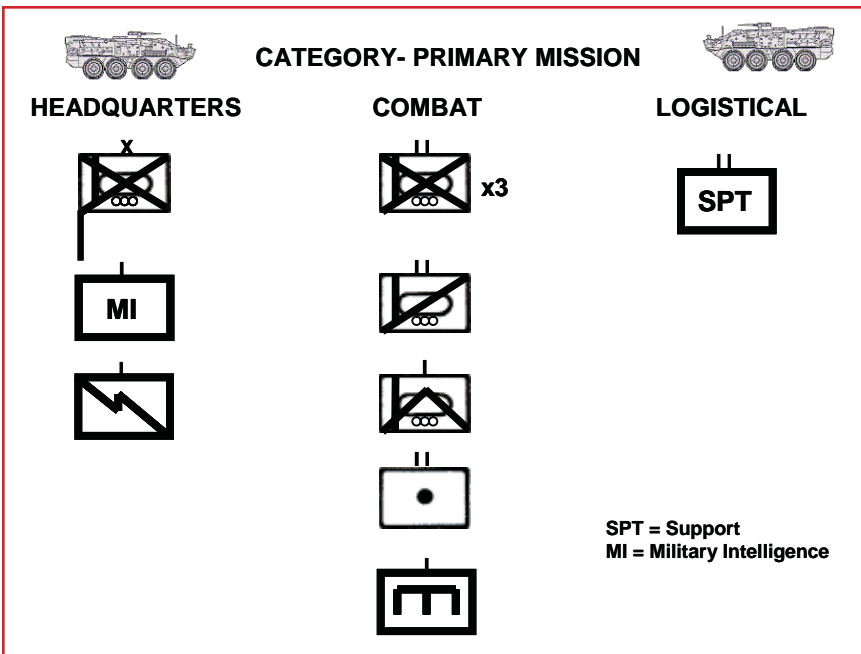 CATEGORY- PRIMARY MISSION
HEADQUARTERS
COMBAT
LOGISTICAL
X
II
II
x3
SPT
I
MI
II
I
I
II
I
SPT = Support
MI = Military Intelligence